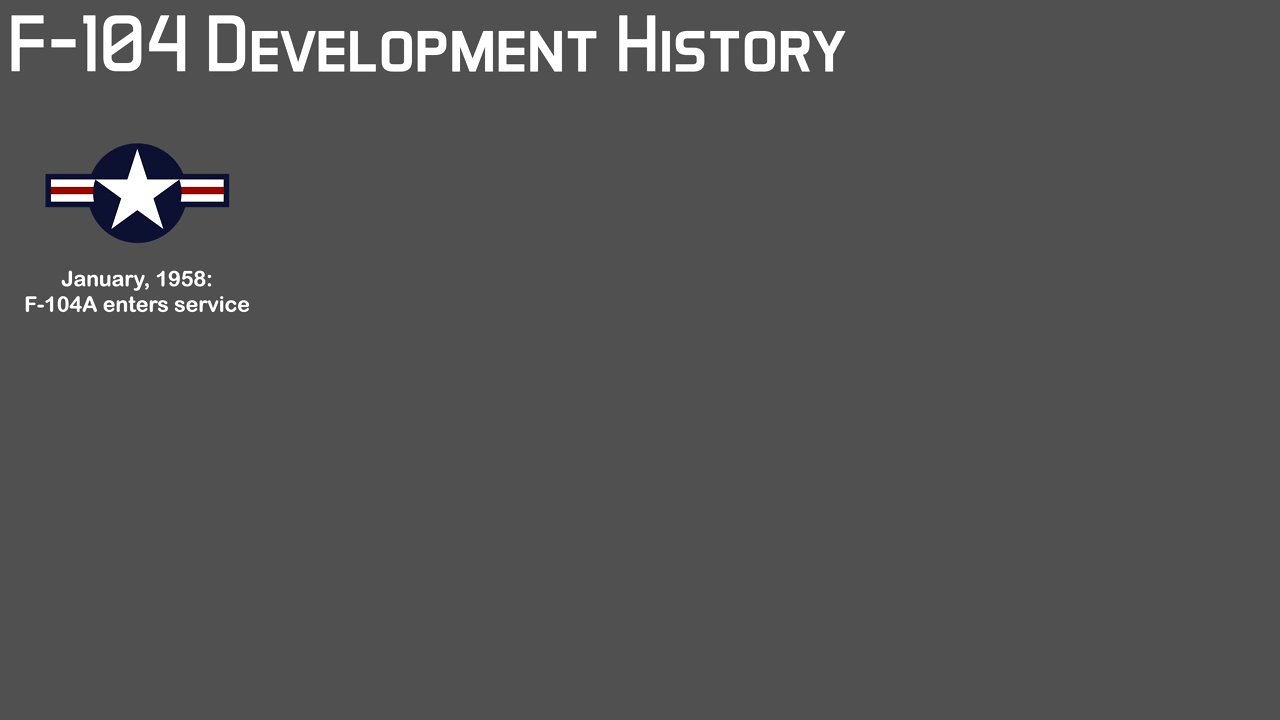 F-104 Development History
January, 1958:
F-104A enters service